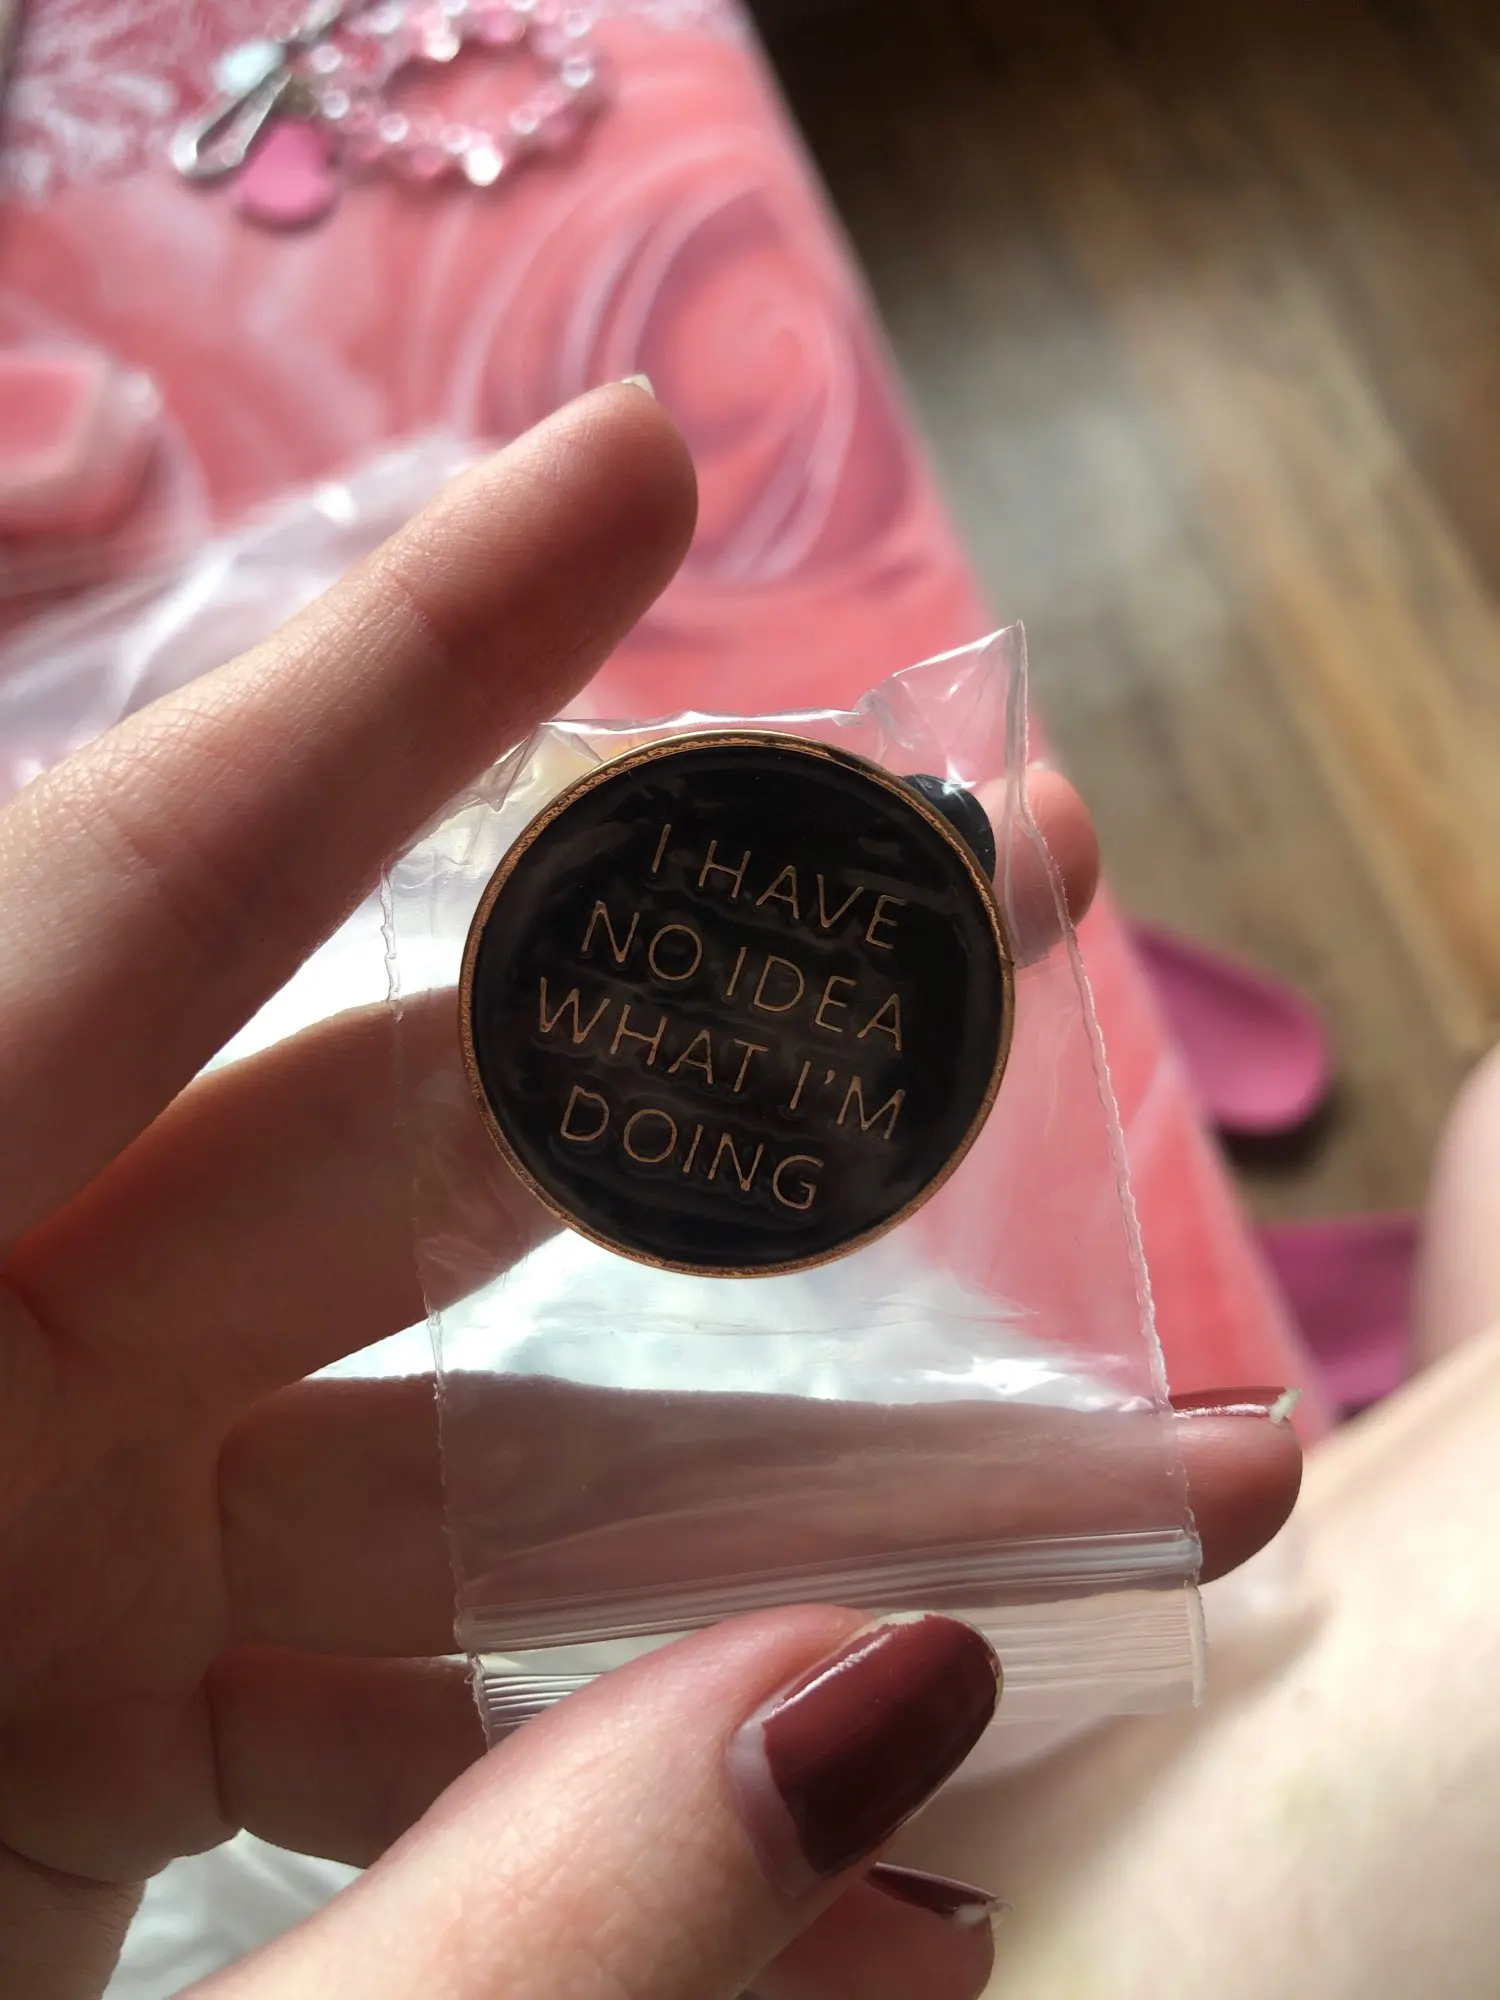 I HAVE
NO IDEA
WHAT I'M
DOING